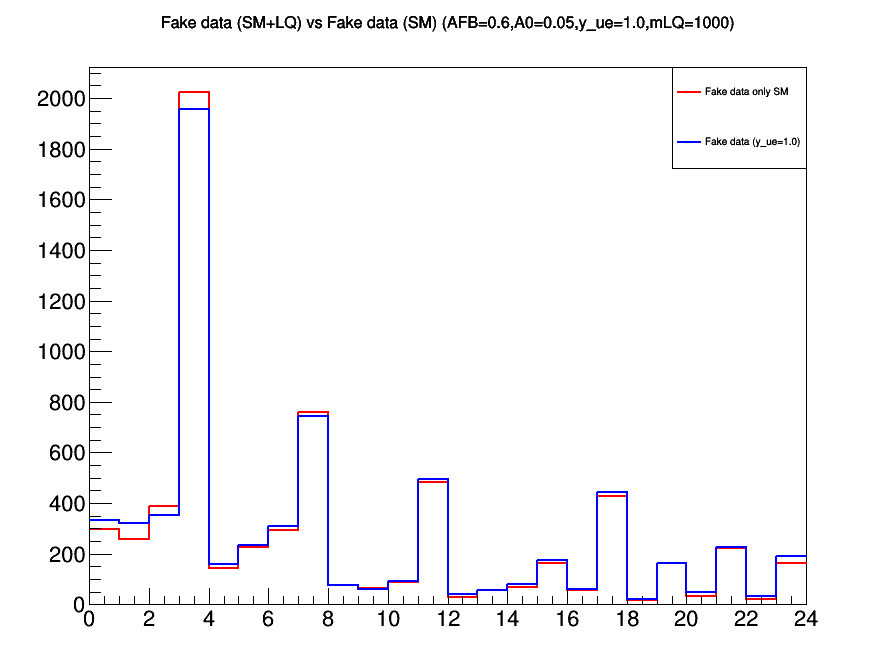 Fake data (SM+LQ) vs Fake data (SM) (AFB=0.6,A0=0.05,y_ue=1.0,mLQ=1000)
Fake data only SM
Fake data (y_ue=1.0)
2000
1800
1600
1400
1200
1000
800
600
400
200
0
0 2 4 6 8 10 12 14 16 18 20 22 24